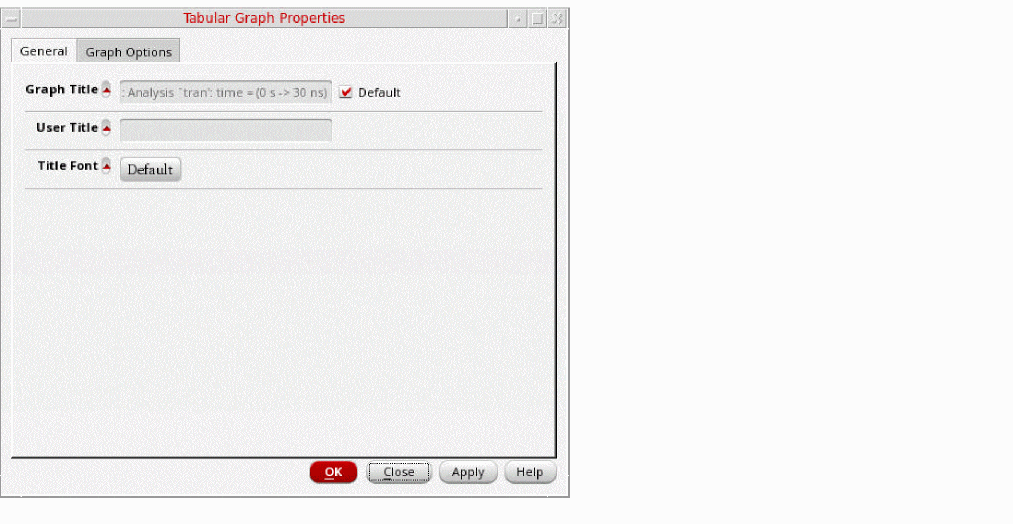 Tabular Graph Properties
General Graph Options
Graph Title : Analysis `tran': time = (0 s -> 30 ns) Default
User Title
Title Font Default
OK Close Apply Help